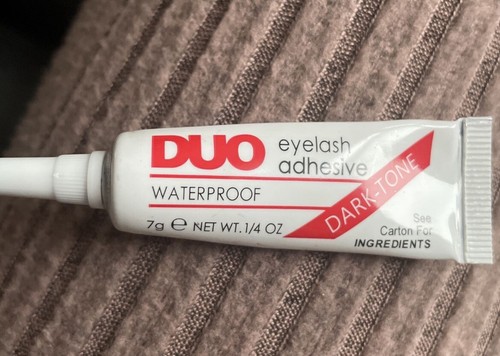 DUO eyelash
adhesive
WATERPROOF
DARK-TONE
7g ℮ NET WT. 1/4 OZ
See
Carton For
INGREDIENTS